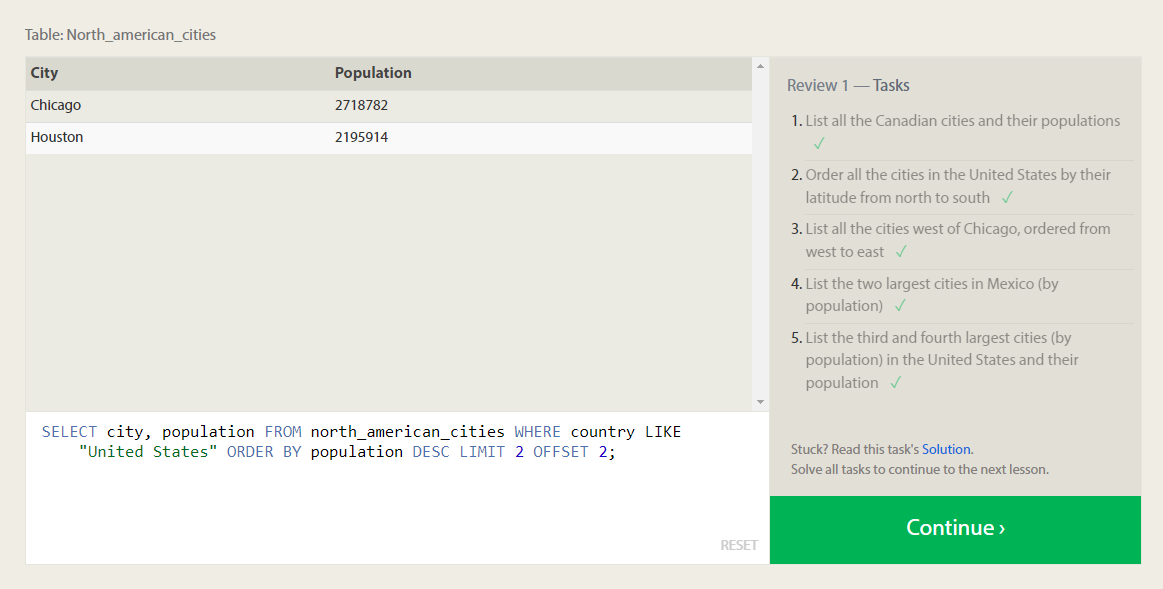 Table: North_american_cities
City Population
Chicago 2718782
Houston 2195914
SELECT city, population FROM north_american_cities WHERE country LIKE
"United States" ORDER BY population DESC LIMIT 2 OFFSET 2;
RESET
Review 1 — Tasks
1. List all the Canadian cities and their populations
✓
2. Order all the cities in the United States by their
latitude from north to south ✓
3. List all the cities west of Chicago, ordered from
west to east ✓
4. List the two largest cities in Mexico (by
population) ✓
5. List the third and fourth largest cities (by
population) in the United States and their
population ✓
Stuck? Read this task's Solution.
Solve all tasks to continue to the next lesson.
Continue ›